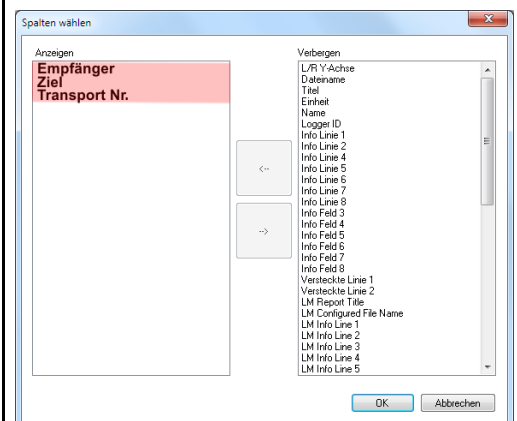 Spalten wählen
Anzeigen
Empfänger
Ziel
Transport Nr.
<--
-->
Verbergen
L/R Y-Achse
Dateiname
Titel
Einheit
Name
Logger ID
Info Linie 1
Info Linie 2
Info Linie 4
Info Linie 5
Info Linie 6
Info Linie 7
Info Linie 8
Info Feld 3
Info Feld 4
Info Feld 5
Info Feld 6
Info Feld 7
Info Feld 8
Versteckte Linie 1
Versteckte Linie 2
LM Report Title
LM Configured File Name
LM Info Line 1
LM Info Line 2
LM Info Line 3
LM Info Line 4
LM Info Line 5
OK Abbrechen